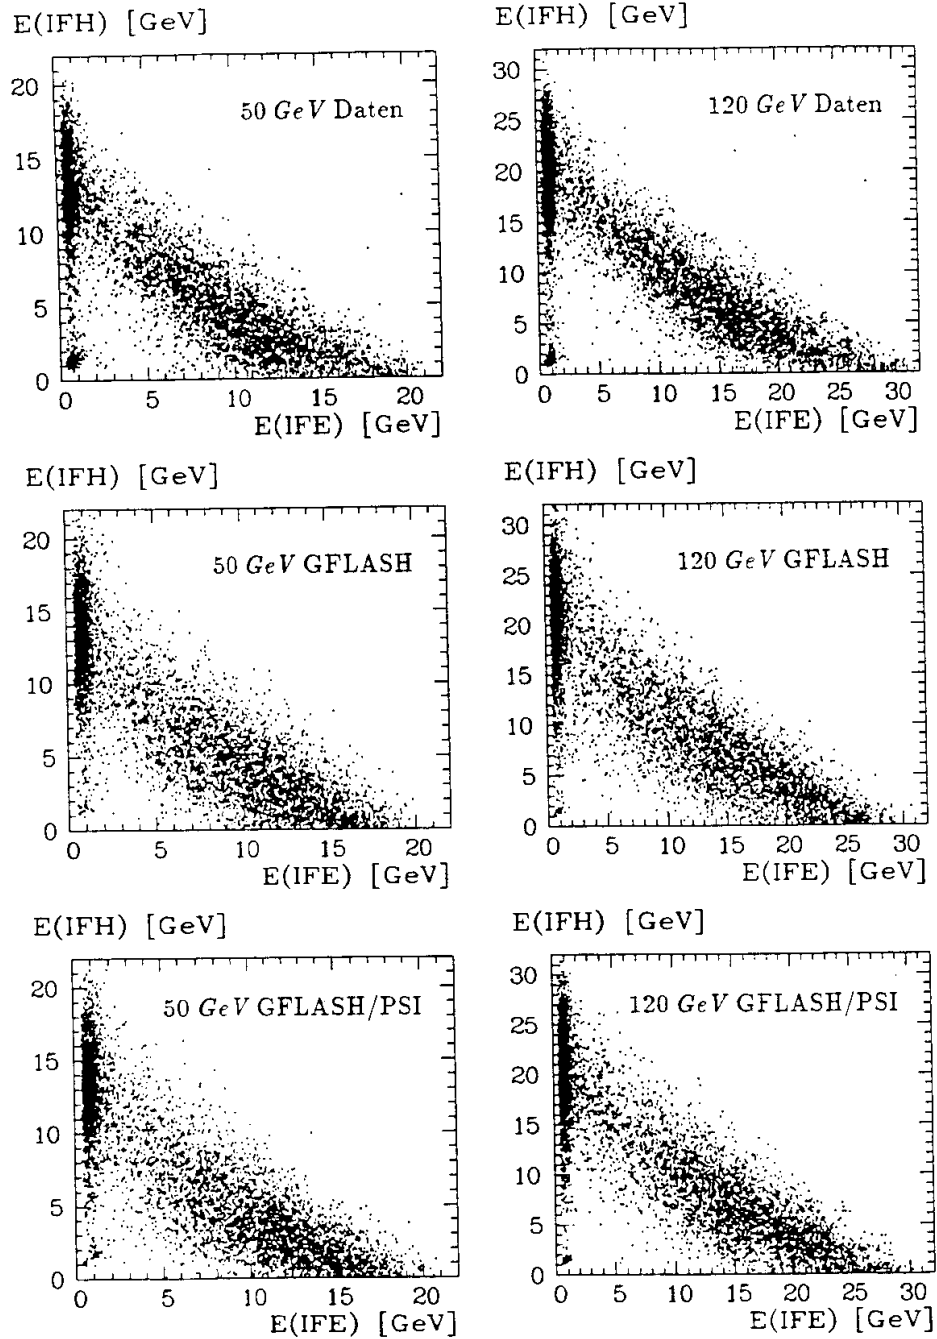 E(IFH) [GeV]
50 GeV Daten
20
15
10
5
0
0 5 10 15 20
E(IFE) [GeV]
E(IFH) [GeV]
120 GeV Daten
30
25
20
15
10
5
0
0 5 10 15 20 25 30
E(IFE) [GeV]
E(IFH) [GeV]
50 GeV GFLASH
20
15
10
5
0
0 5 10 15 20
E(IFE) [GeV]
E(IFH) [GeV]
120 GeV GFLASH
30
25
20
15
10
5
0
0 5 10 15 20 25 30
E(IFE) [GeV]
E(IFH) [GeV]
50 GeV GFLASH/PSI
20
15
10
5
0
0 5 10 15 20
E(IFE) [GeV]
E(IFH) [GeV]
120 GeV GFLASH/PSI
30
25
20
15
10
5
0
0 5 10 15 20 25 30
E(IFE) [GeV]